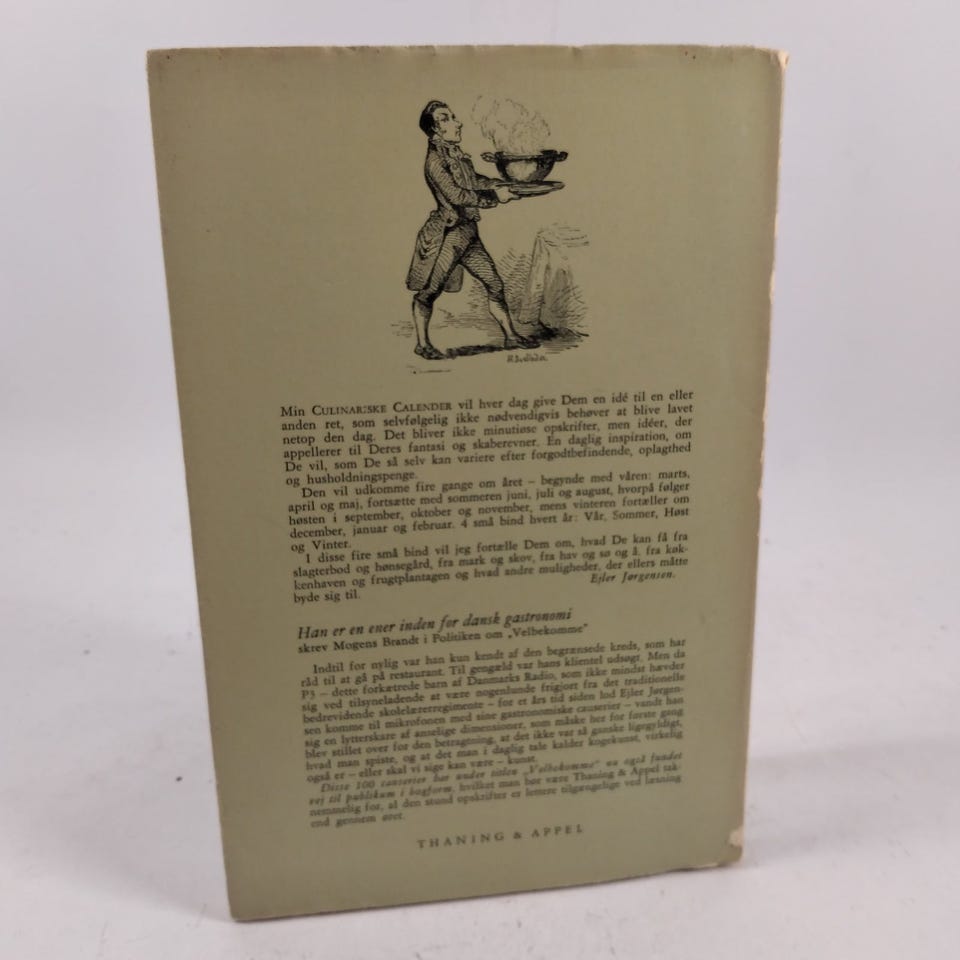 Min CULINAR:SKE CALENDER vil hver dag give Dem en idé til en eller
anden ret, som selvfølgelig ikke nødvendigvis behøver at blive lavet
netop den dag. Det bliver ikke minutiøse opskrifter, men idéer, der
appellerer til Deres fantasi og skaberevner. En daglig inspiration, om
De vil, som De så selv kan variere efter forgodtbefindende, oplagthed
og husholdningspenge.
Den vil udkomme fire gange om året – begynde med våren: marts,
april og maj, fortsætte med sommeren juni, juli og august, hvorpå følger
høsten i september, oktober og november, mens vinteren fortæller om
december, januar og februar. 4 små bind hvert år: Vår, Sommer, Høst
og Vinter.
I disse fire små bind vil jeg fortælle Dem om, hvad De kan få fra
slagterbod og hønsegård, fra mark og skov, fra hav og sø og å, fra køk-
kenhaven og frugtplantagen og hvad andre muligheder, der ellers måtte
byde sig til.
Ejler Jørgensen.
Han er en ener inden for dansk gastronomi
skrev Mogens Brandt i Politiken om „Velbekomme"
Indtil for nylig var han kun kendt af den begrænsede kreds, som har
råd til at gå på restaurant. Til gengæld var hans klientel udsøgt. Men da
P3 – dette forkætrede barn af Danmarks Radio, som ikke mindst hævder
sig ved tilsyneladende at være nogenlunde frigjort fra det traditionelle
bedrevidende skolelærerregimente – for et års tid siden lod Ejler Jørgen-
sen komme til mikrofonen med sine gastronomiske causerier – vandt han
sig en lytterskare af anselige dimensioner, som måske her for første gang
blev stillet over for den betragtning, at det ikke var så ganske ligegyldigt,
hvad man spiste, og at det man i daglig tale kalder kogekunst, virkelig
også er – eller skal vi sige kan være – kunst.
Disse 100 causerier har under titlen „Velbekomme" nu også fundet
vej til publikum i bogform, hvilket man bør være Thaning & Appel tak-
nemmelig for, al den stund opskrifter er lettere tilgængelige ved læsning
end gennem øret.
THANING & APPEL